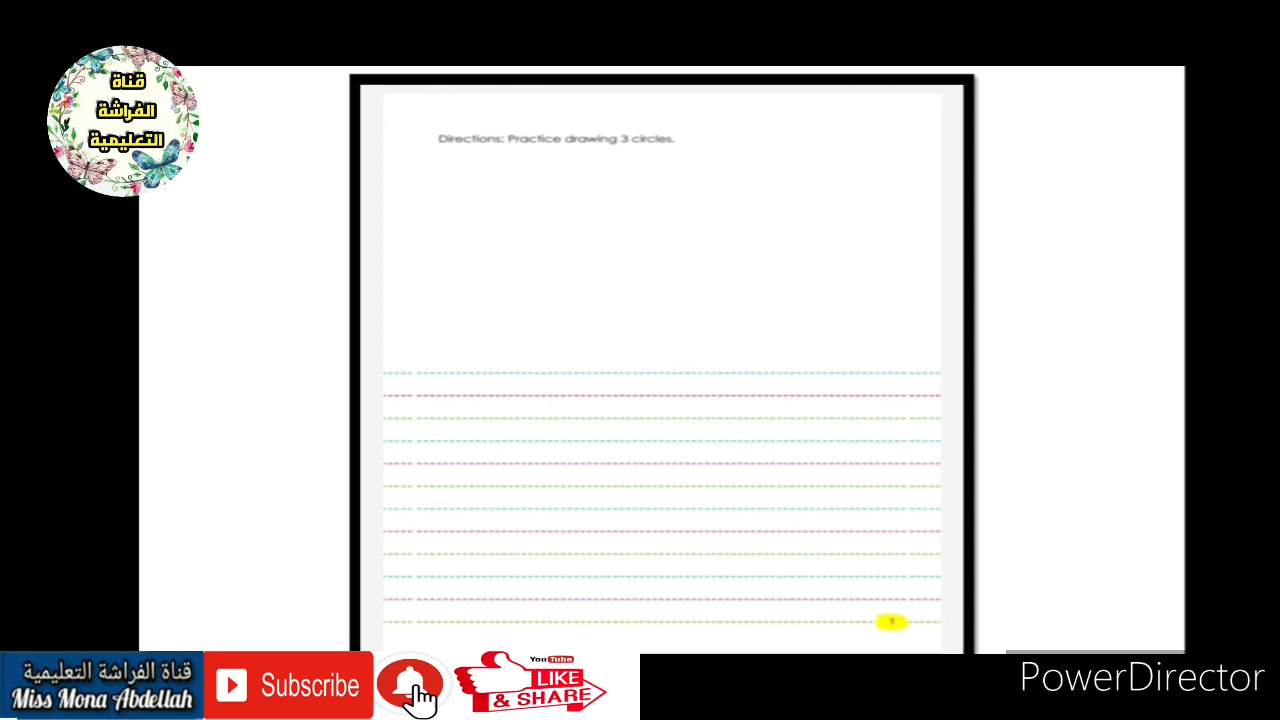 قناة
الفراشة
التعليمية
Directions: Practice drawing 3 circles.
قناة الفراشة التعليمية
Miss Mona Abdellah
Subscribe
YouTube
LIKE
& SHARE
PowerDirector